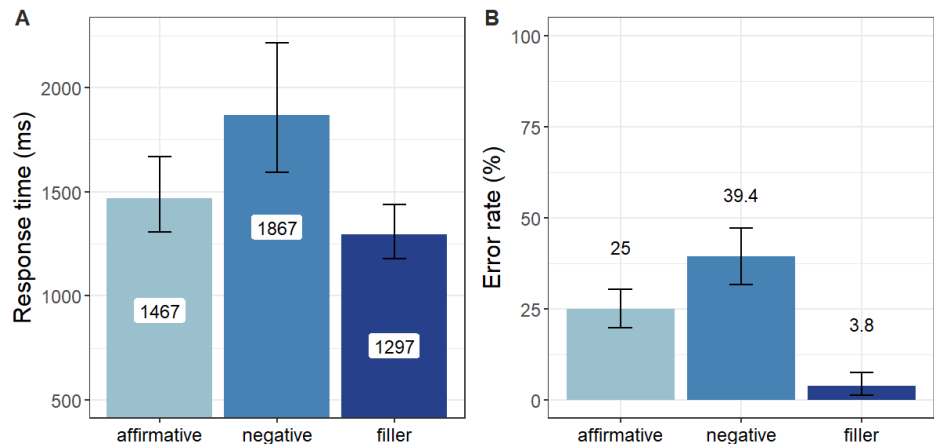 A
Response time (ms)
2000
1500
1000
500
1467
1867
1297
affirmative
negative
filler
B
Error rate (%)
100
75
50
25
0
25
39.4
3.8
affirmative
negative
filler